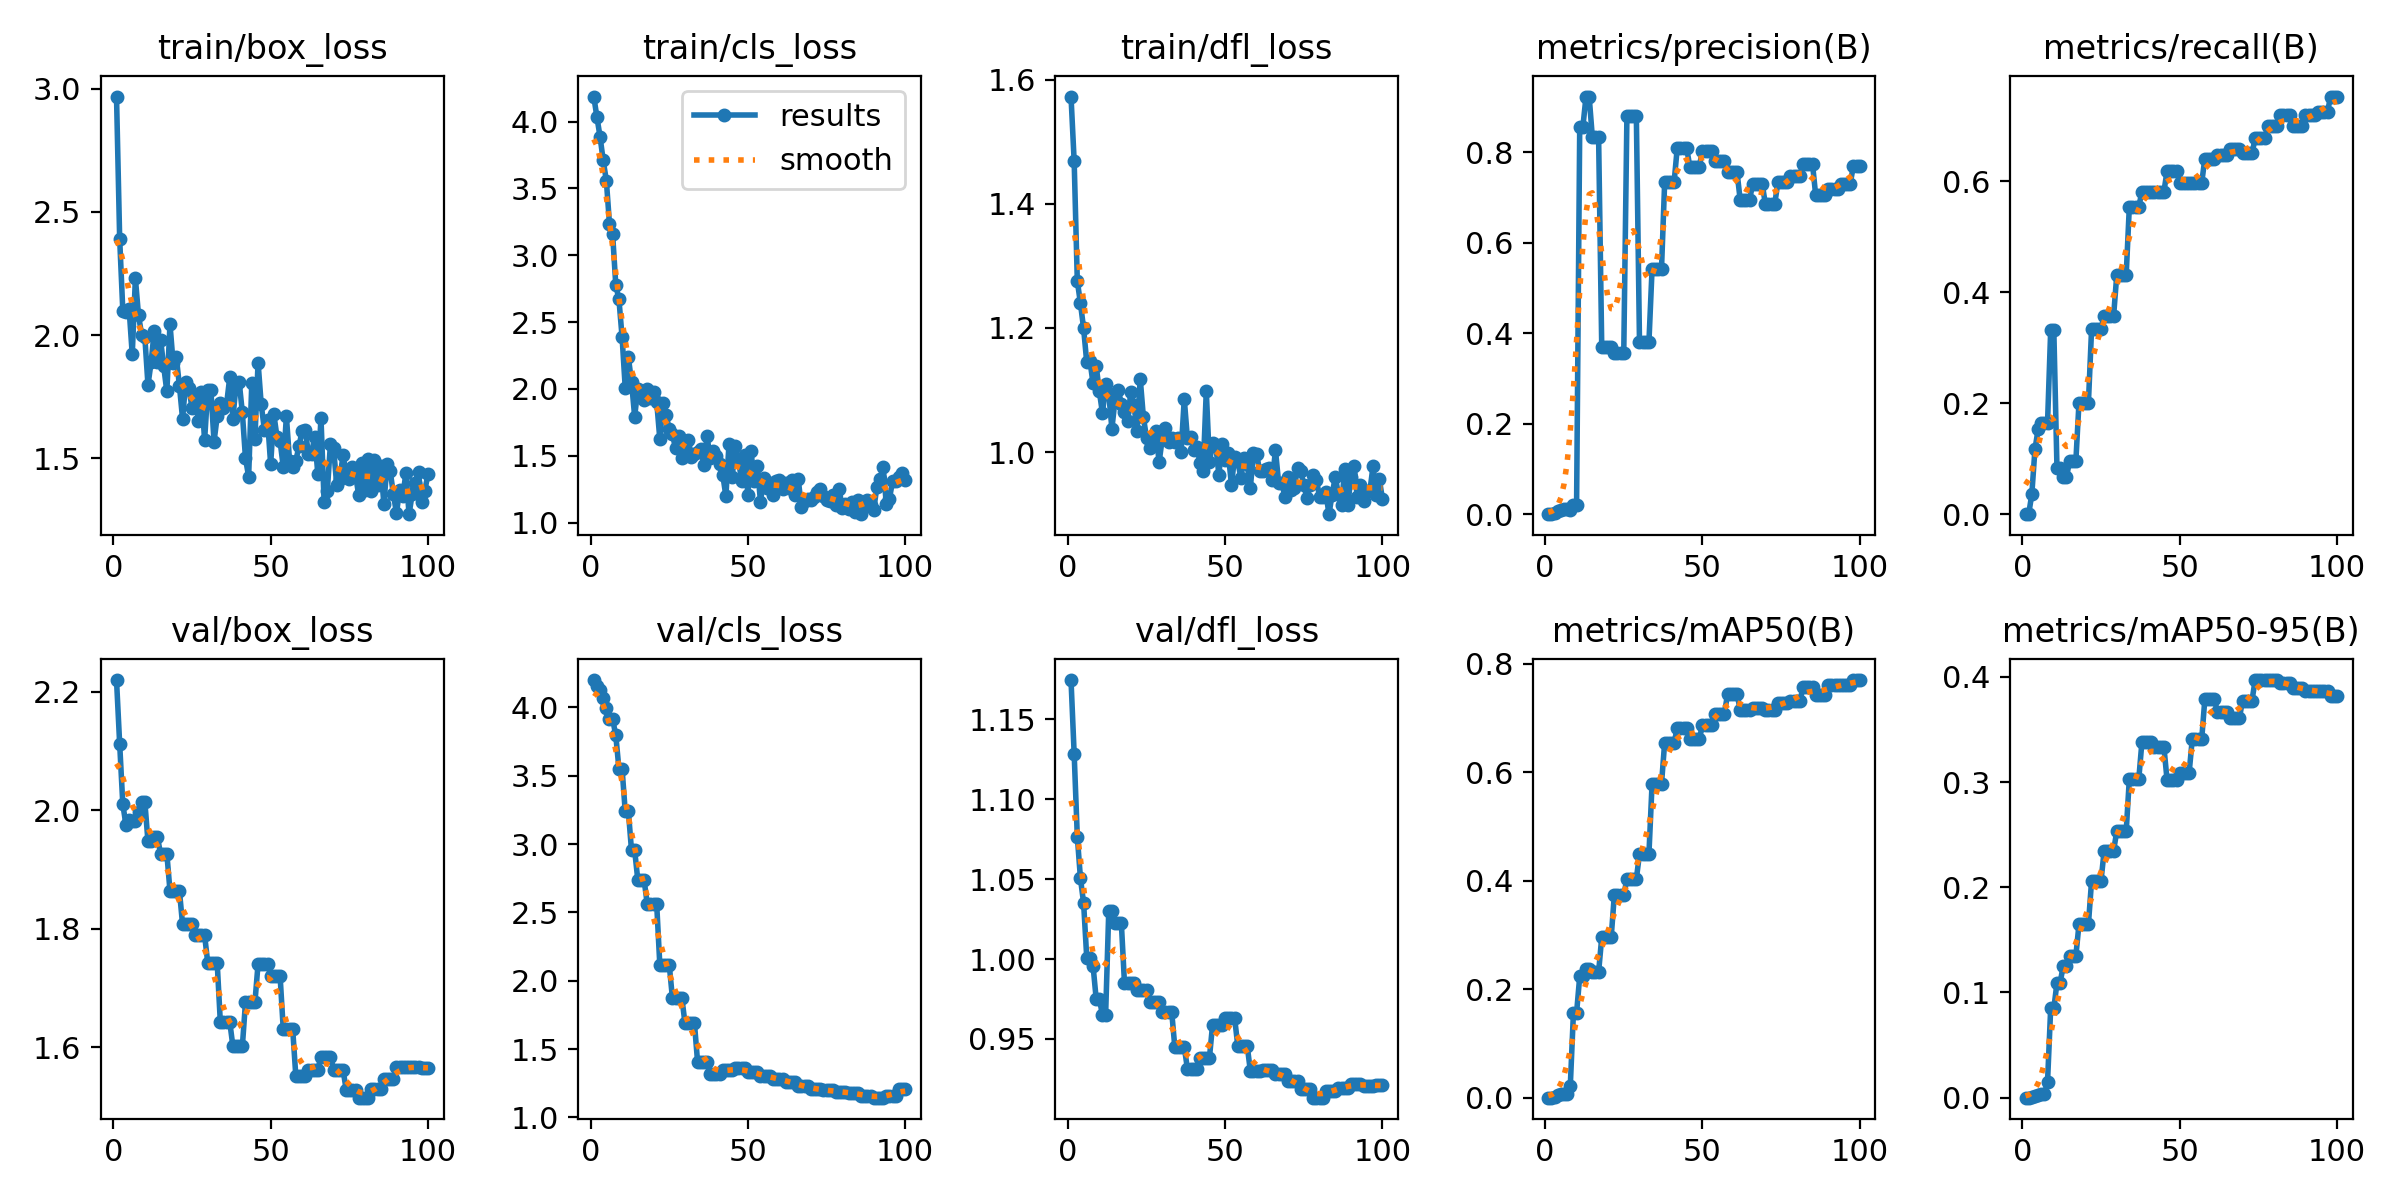 train/box_loss
3.0
2.5
2.0
1.5
0 50 100
train/cls_loss
results
smooth
4.0
3.5
3.0
2.5
2.0
1.5
1.0
0 50 100
train/dfl_loss
1.6
1.4
1.2
1.0
0 50 100
metrics/precision(B)
0.8
0.6
0.4
0.2
0.0
0 50 100
metrics/recall(B)
0.6
0.4
0.2
0.0
0 50 100
val/box_loss
2.2
2.0
1.8
1.6
0 50 100
val/cls_loss
4.0
3.5
3.0
2.5
2.0
1.5
1.0
0 50 100
val/dfl_loss
1.15
1.10
1.05
1.00
0.95
0 50 100
metrics/mAP50(B)
0.8
0.6
0.4
0.2
0.0
0 50 100
metrics/mAP50-95(B)
0.4
0.3
0.2
0.1
0.0
0 50 100